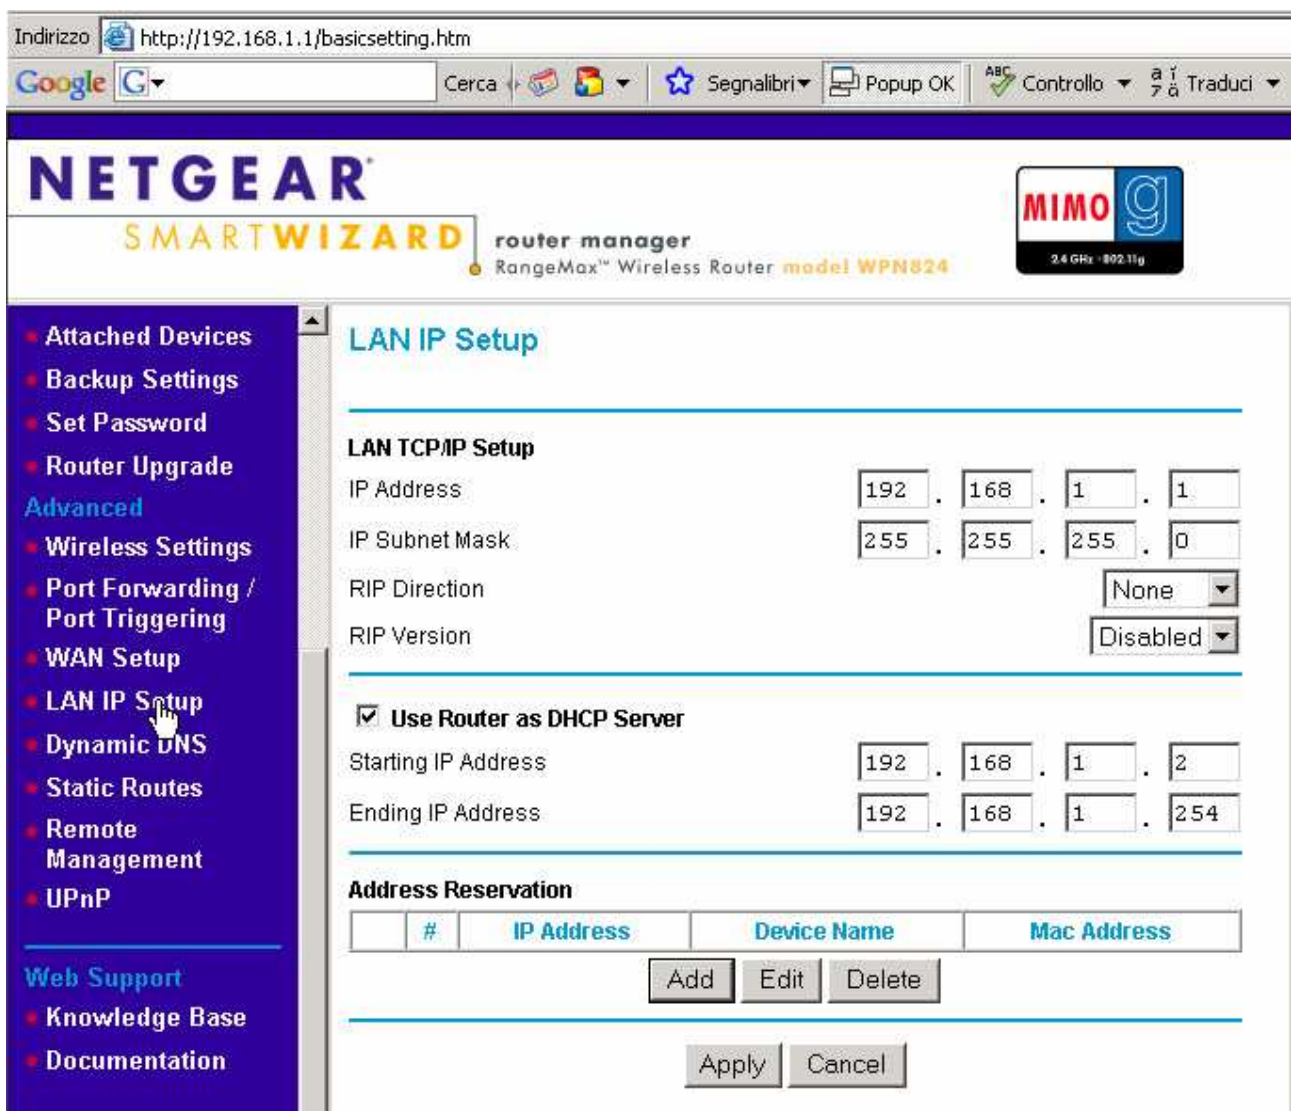 Indirizzo http://192.168.1.1/basicsetting.htm
Google G Cerca Segnalibri Popup OK ABC Controllo Traduci
NETGEAR
SMARTWIZARD router manager
RangeMax™ Wireless Router model WPN824
MIMO g
2.4 GHz · 802.11g
Attached Devices
Backup Settings
Set Password
Router Upgrade
Advanced
Wireless Settings
Port Forwarding /
Port Triggering
WAN Setup
LAN IP Setup
Dynamic DNS
Static Routes
Remote
Management
UPnP
Web Support
Knowledge Base
Documentation
LAN IP Setup
LAN TCP/IP Setup
IP Address 192 . 168 . 1 . 1
IP Subnet Mask 255 . 255 . 255 . 0
RIP Direction None
RIP Version Disabled
Use Router as DHCP Server
Starting IP Address 192 . 168 . 1 . 2
Ending IP Address 192 . 168 . 1 . 254
Address Reservation
# IP Address Device Name Mac Address
Add Edit Delete
Apply Cancel